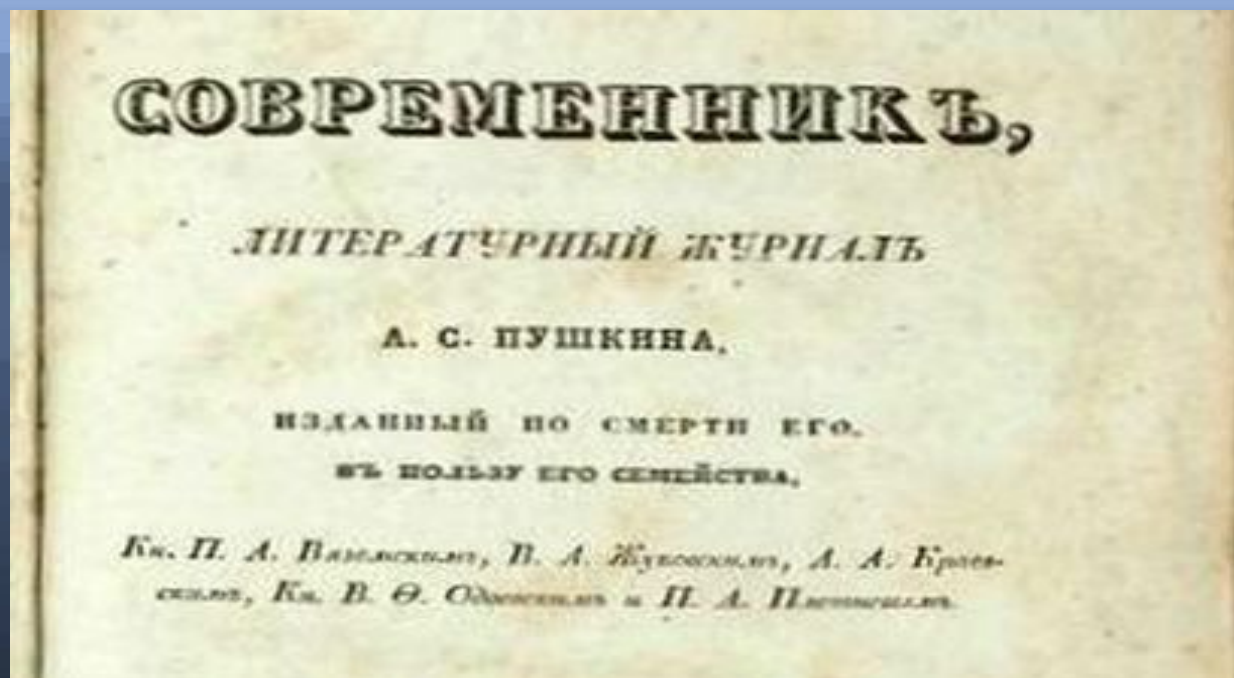 СОВРЕМЕННИКЪ,
ЛИТЕРАТУРНЫЙ ЖУРНАЛЪ
А. С. ПУШКИНА,
ИЗДАННЫЙ ПО СМЕРТИ ЕГО,
ВЪ ПОЛЬЗУ ЕГО СЕМЕЙСТВА,
Кн. П. А. Вяземскимъ, В. А. Жуковскимъ, А. А. Краев-
скимъ, Кн. В. Ѳ. Одоевскимъ и П. А. Плетневымъ.